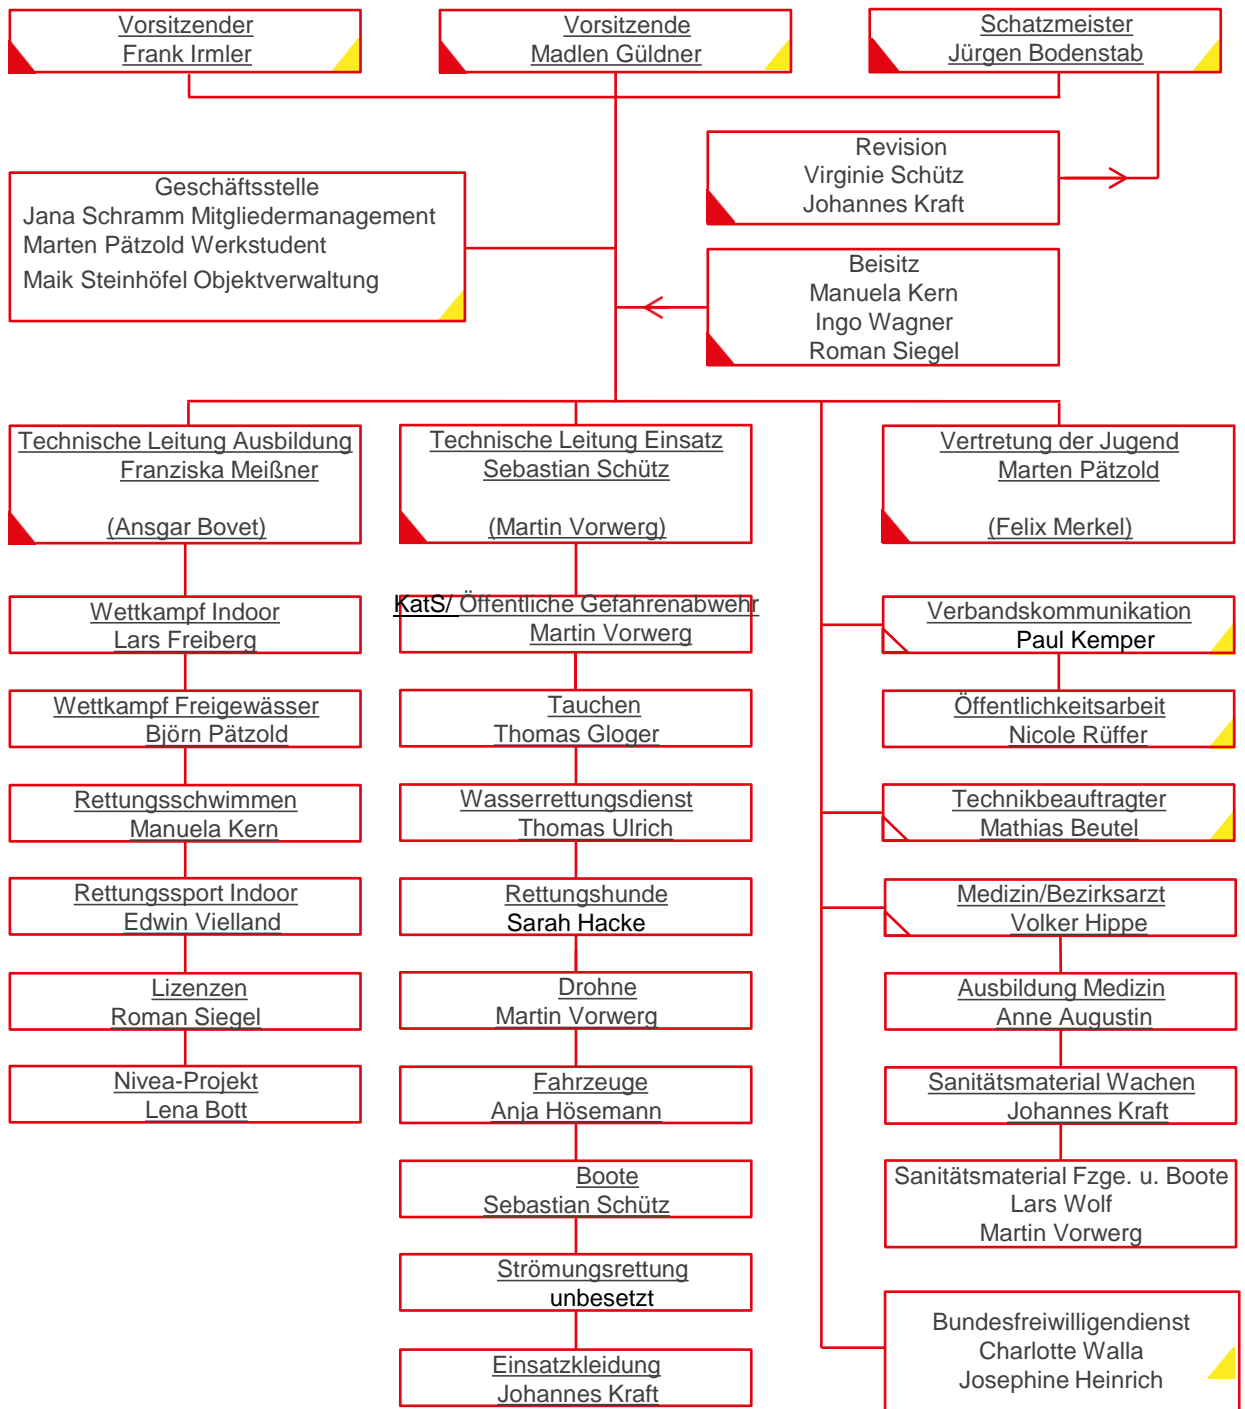 Vorsitzender
Frank Irmler
Vorsitzende
Madlen Güldner
Schatzmeister
Jürgen Bodenstab
Revision
Virginie Schütz
Johannes Kraft
Geschäftsstelle
Jana Schramm Mitgliedermanagement
Marten Pätzold Werkstudent
Maik Steinhöfel Objektverwaltung
Beisitz
Manuela Kern
Ingo Wagner
Roman Siegel
Technische Leitung Ausbildung
Franziska Meißner
(Ansgar Bovet)
Wettkampf Indoor
Lars Freiberg
Wettkampf Freigewässer
Björn Pätzold
Rettungsschwimmen
Manuela Kern
Rettungssport Indoor
Edwin Vielland
Lizenzen
Roman Siegel
Nivea-Projekt
Lena Bott
Technische Leitung Einsatz
Sebastian Schütz
(Martin Vorwerg)
KatS/ Öffentliche Gefahrenabwehr
Martin Vorwerg
Tauchen
Thomas Gloger
Wasserrettungsdienst
Thomas Ulrich
Rettungshunde
Sarah Hacke
Drohne
Martin Vorwerg
Fahrzeuge
Anja Hösemann
Boote
Sebastian Schütz
Strömungsrettung
unbesetzt
Einsatzkleidung
Johannes Kraft
Vertretung der Jugend
Marten Pätzold
(Felix Merkel)
Verbandskommunikation
Paul Kemper
Öffentlichkeitsarbeit
Nicole Rüffer
Technikbeauftragter
Mathias Beutel
Medizin/Bezirksarzt
Volker Hippe
Ausbildung Medizin
Anne Augustin
Sanitätsmaterial Wachen
Johannes Kraft
Sanitätsmaterial Fzge. u. Boote
Lars Wolf
Martin Vorwerg
Bundesfreiwilligendienst
Charlotte Walla
Josephine Heinrich